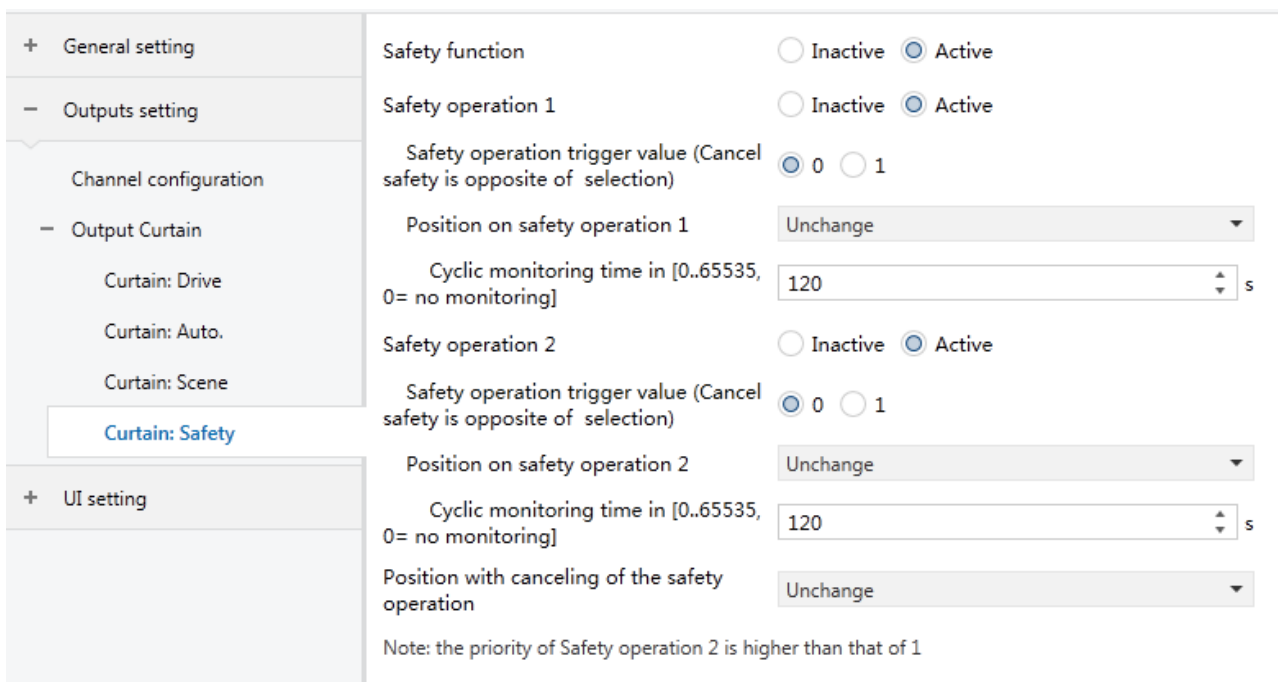 + General setting
− Outputs setting
Channel configuration
− Output Curtain
Curtain: Drive
Curtain: Auto.
Curtain: Scene
Curtain: Safety
+ UI setting
Safety function Inactive Active
Safety operation 1 Inactive Active
Safety operation trigger value (Cancel
safety is opposite of selection) 0 1
Position on safety operation 1 Unchange
Cyclic monitoring time in [0..65535,
0= no monitoring] 120 s
Safety operation 2 Inactive Active
Safety operation trigger value (Cancel
safety is opposite of selection) 0 1
Position on safety operation 2 Unchange
Cyclic monitoring time in [0..65535,
0= no monitoring] 120 s
Position with canceling of the safety
operation Unchange
Note: the priority of Safety operation 2 is higher than that of 1